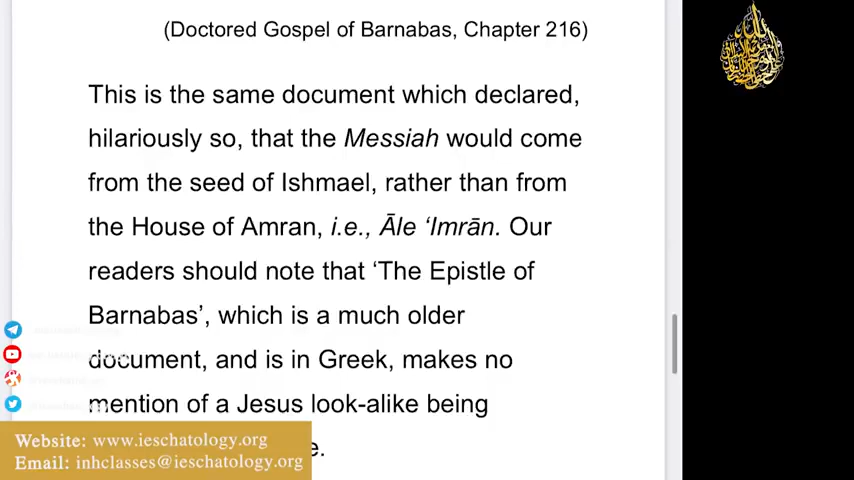 (Doctored Gospel of Barnabas, Chapter 216)
This is the same document which declared,
hilariously so, that the Messiah would come
from the seed of Ishmael, rather than from
the House of Amran, i.e., Āle ‘Imrān. Our
readers should note that ‘The Epistle of
Barnabas’, which is a much older
document, and is in Greek, makes no
mention of a Jesus look-alike being
e.
Website: www.ieschatology.org
Email: inhclasses@ieschatology.org